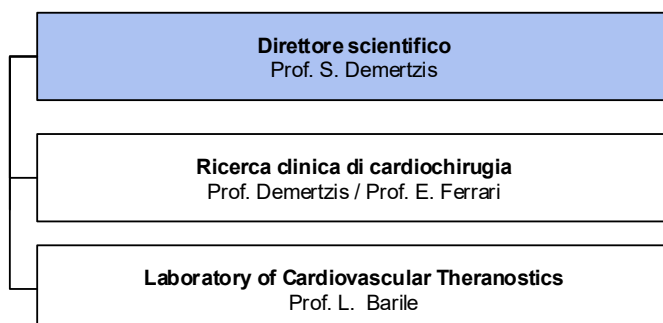 Direttore scientifico
Prof. S. Demertzis
Ricerca clinica di cardiochirugia
Prof. Demertzis / Prof. E. Ferrari
Laboratory of Cardiovascular Theranostics
Prof. L. Barile